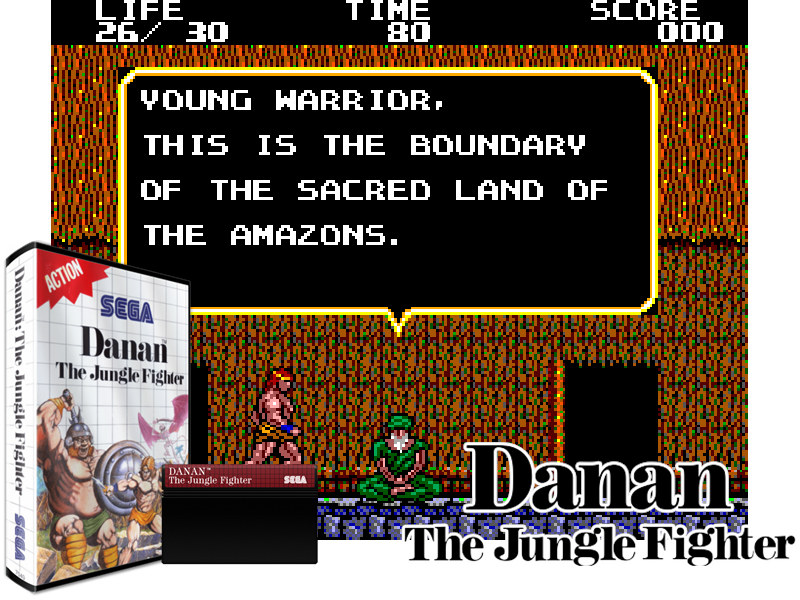 LIFE TIME SCORE
26/ 30 80 000
YOUNG WARRIOR,
THIS IS THE BOUNDARY
OF THE SACRED LAND OF
THE AMAZONS.
ACTION
SEGA
Danan™
The Jungle Fighter
Danan: The Jungle Fighter
SEGA
DANAN™
The Jungle Fighter
SEGA
Danan
The Jungle Fighter